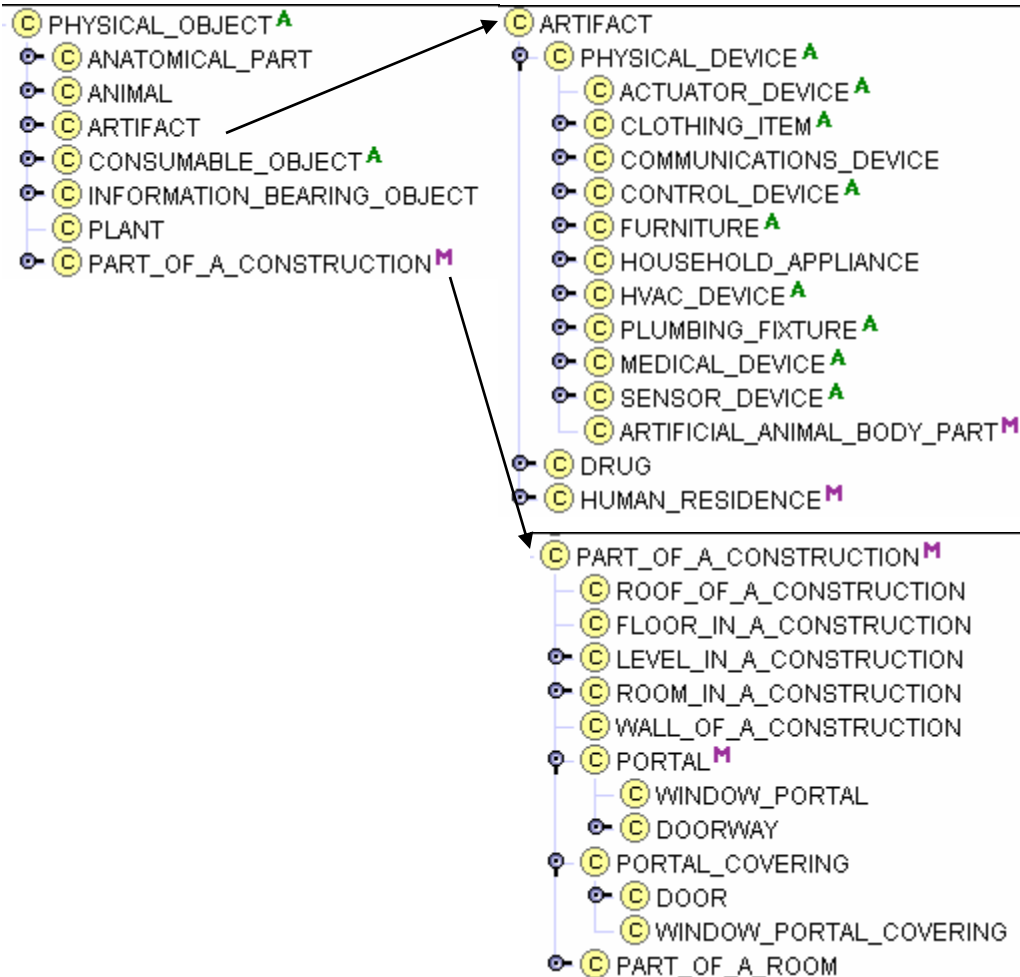 C PHYSICAL_OBJECT A
C ANATOMICAL_PART
C ANIMAL
C ARTIFACT
C CONSUMABLE_OBJECT A
C INFORMATION_BEARING_OBJECT
C PLANT
C PART_OF_A_CONSTRUCTION M
C ARTIFACT
C PHYSICAL_DEVICE A
C ACTUATOR_DEVICE A
C CLOTHING_ITEM A
C COMMUNICATIONS_DEVICE
C CONTROL_DEVICE A
C FURNITURE A
C HOUSEHOLD_APPLIANCE
C HVAC_DEVICE A
C PLUMBING_FIXTURE A
C MEDICAL_DEVICE A
C SENSOR_DEVICE A
C ARTIFICIAL_ANIMAL_BODY_PART M
C DRUG
C HUMAN_RESIDENCE M
C PART_OF_A_CONSTRUCTION M
C ROOF_OF_A_CONSTRUCTION
C FLOOR_IN_A_CONSTRUCTION
C LEVEL_IN_A_CONSTRUCTION
C ROOM_IN_A_CONSTRUCTION
C WALL_OF_A_CONSTRUCTION
C PORTAL M
C WINDOW_PORTAL
C DOORWAY
C PORTAL_COVERING
C DOOR
C WINDOW_PORTAL_COVERING
C PART_OF_A_ROOM